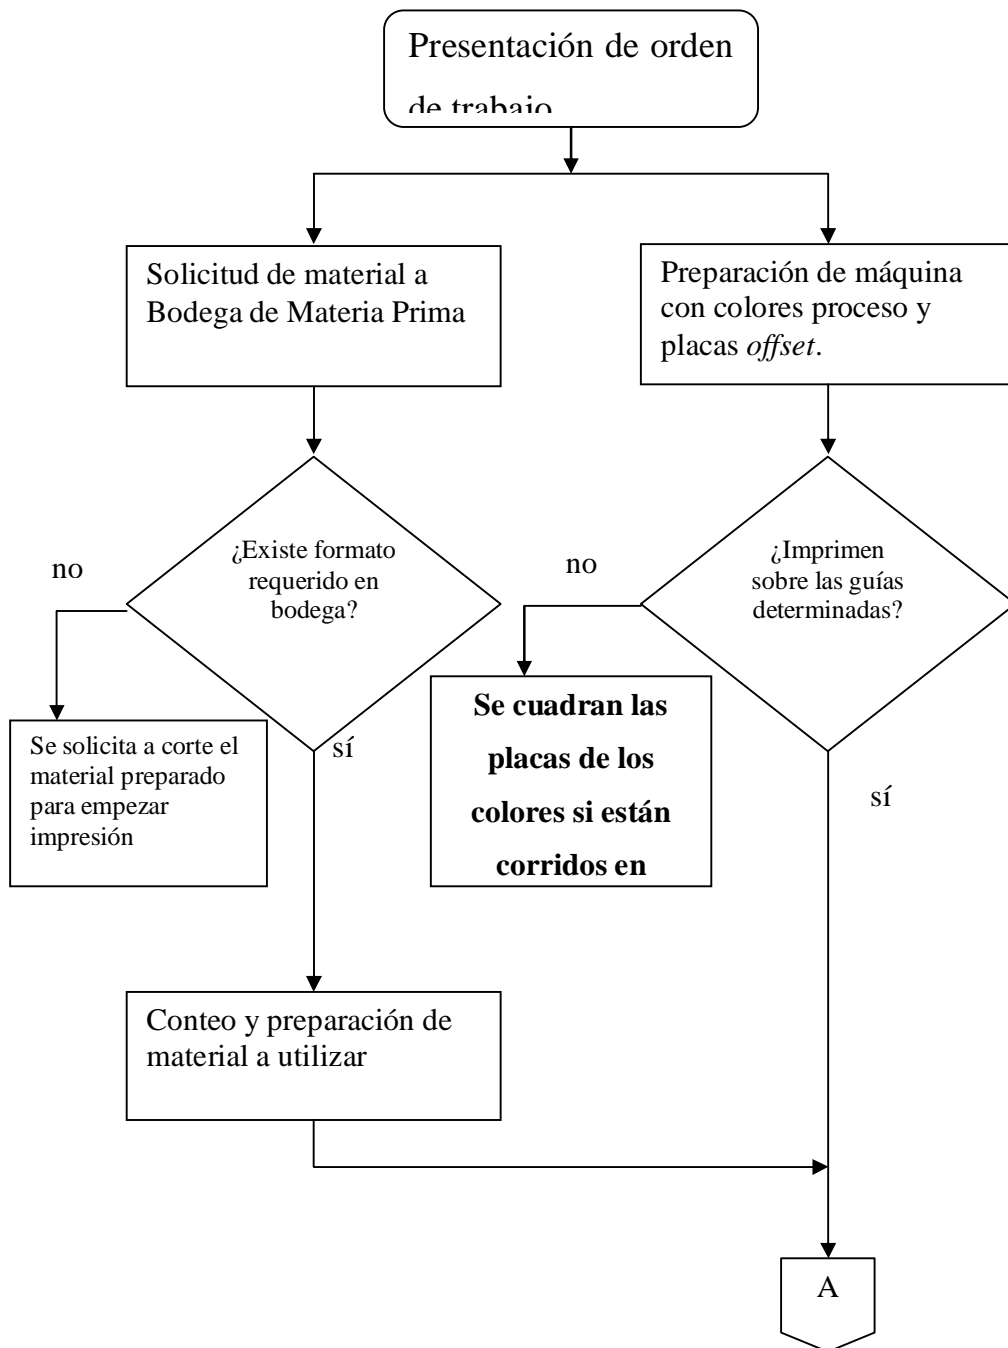 Presentación de orden
de trabajo
Solicitud de material a
Bodega de Materia Prima
Preparación de máquina
con colores proceso y
placas offset.
¿Existe formato
requerido en
bodega?
no
¿Imprimen
sobre las guías
determinadas?
no
Se solicita a corte el
material preparado
para empezar
impresión
sí
Se cuadran las
placas de los
colores si están
corridos en
sí
Conteo y preparación de
material a utilizar
A